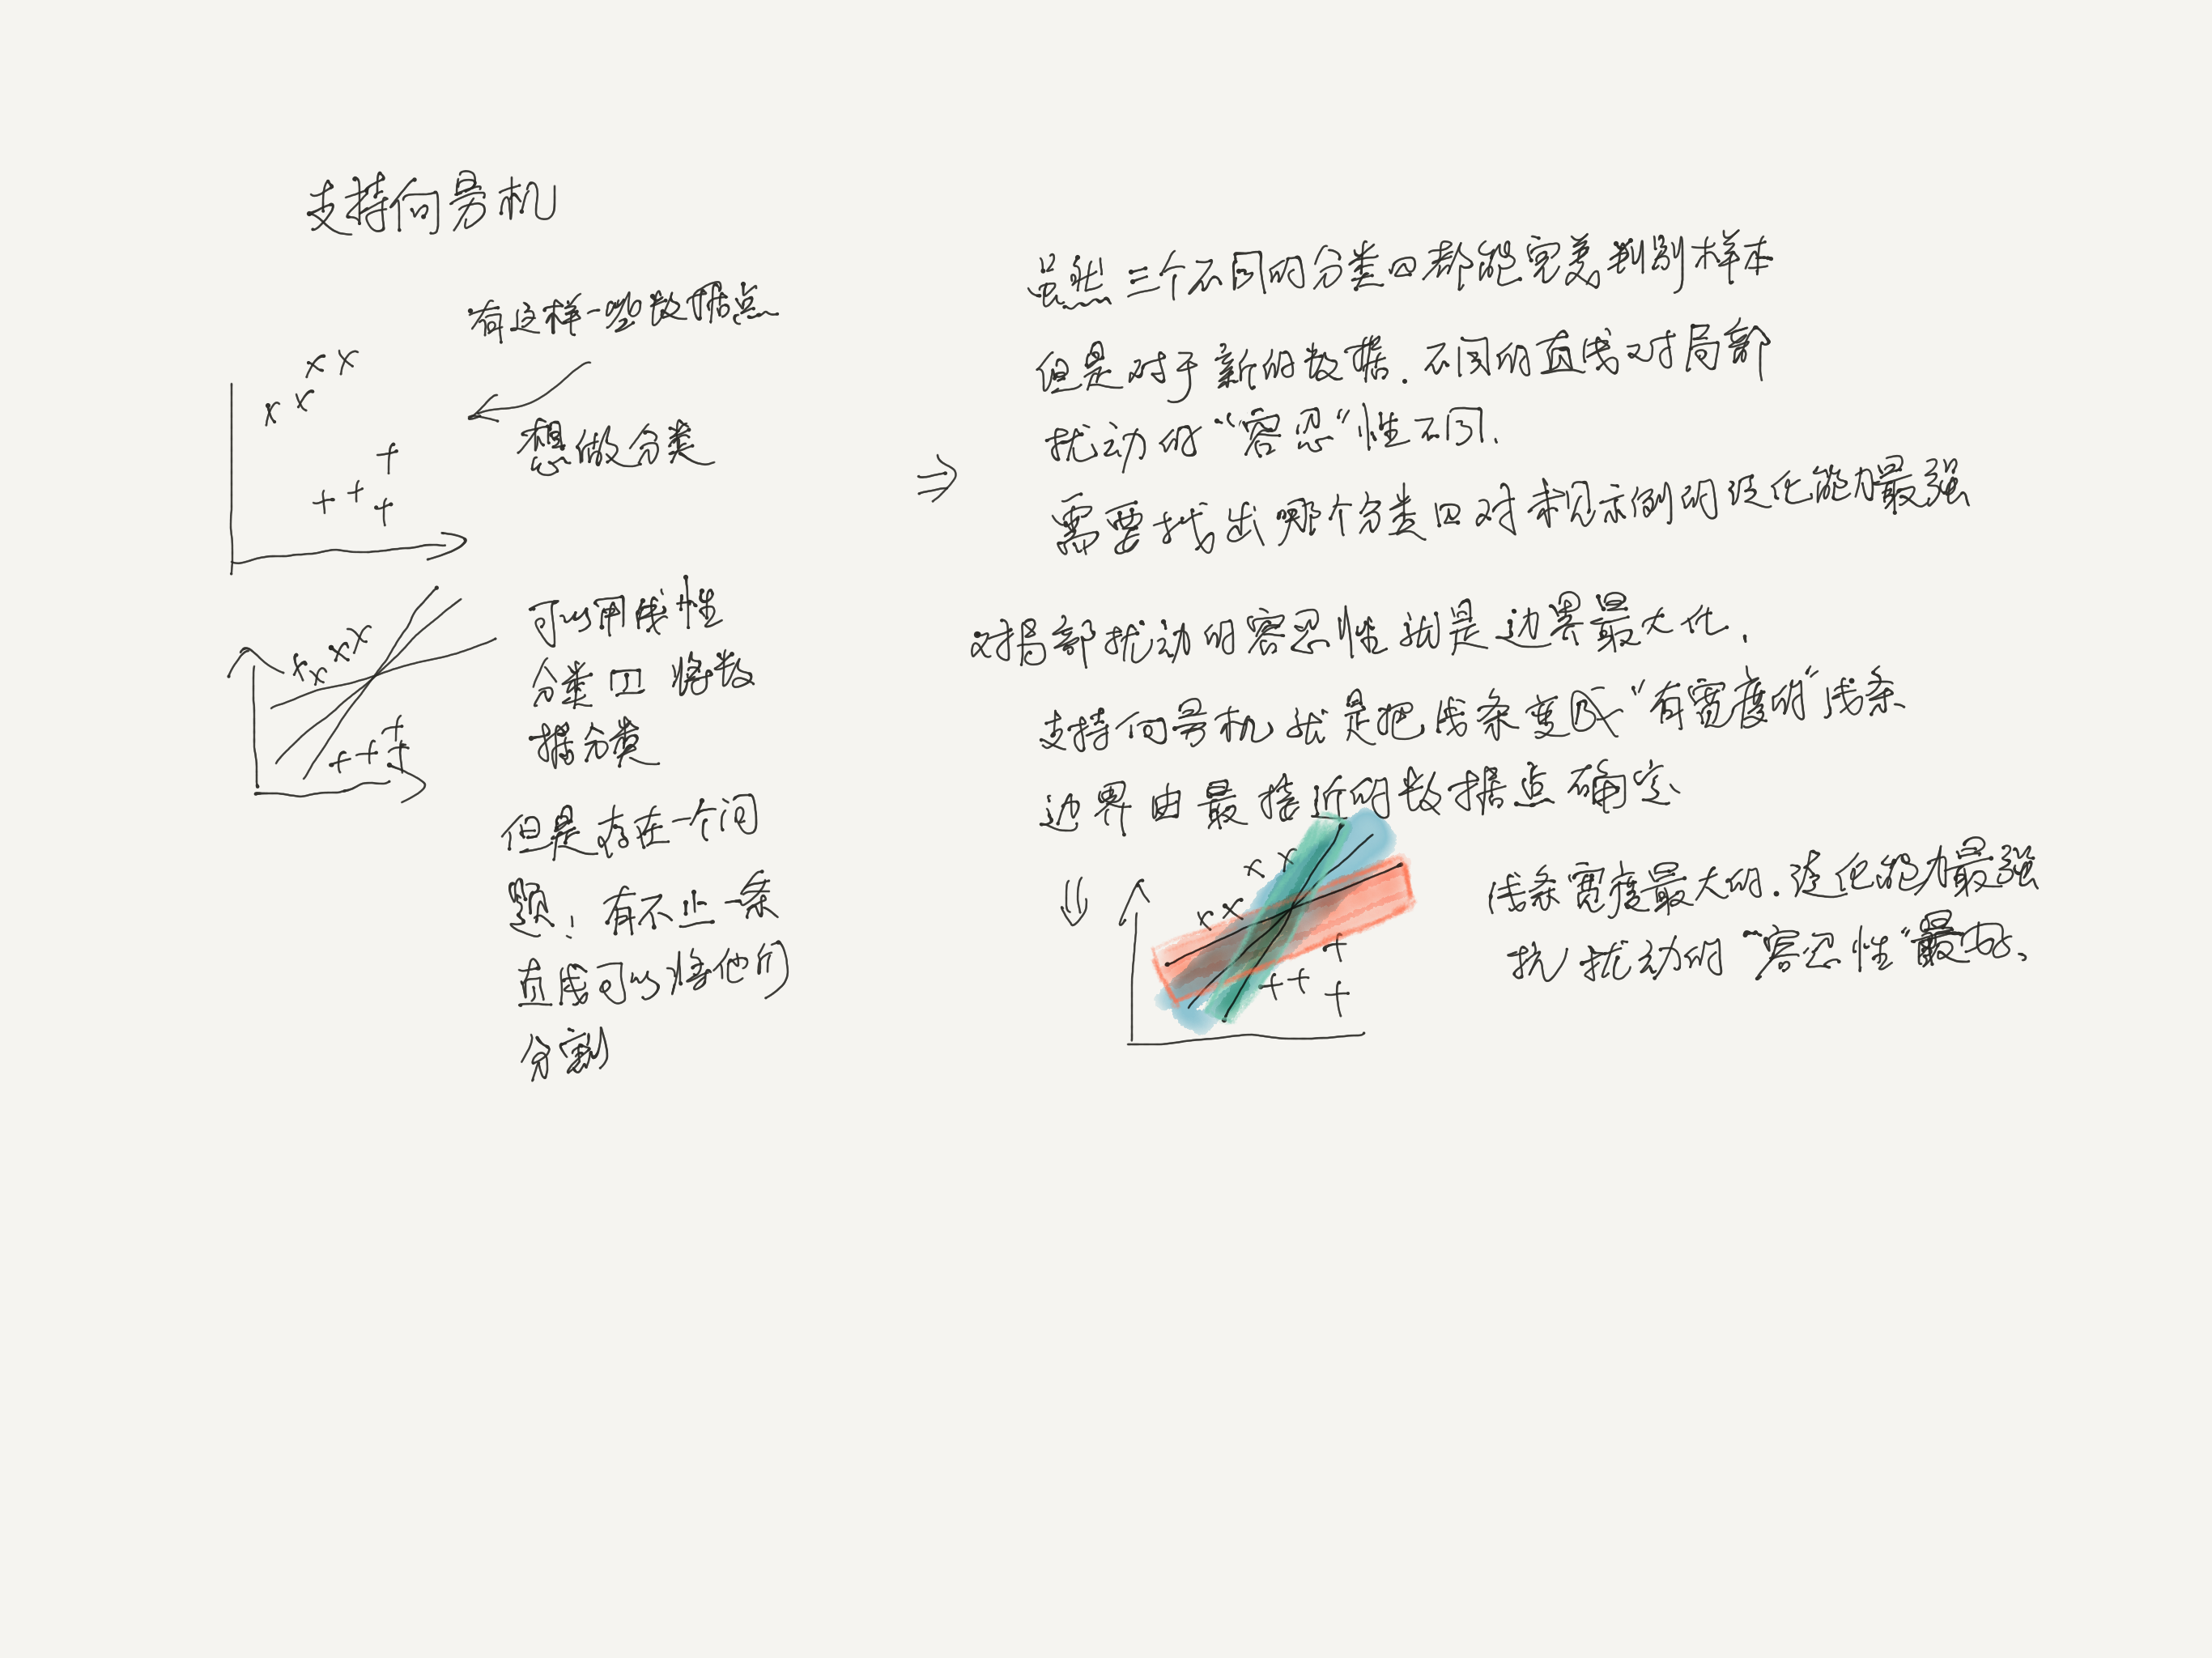 支持向量机
有这样一些数据点
想做分类
可以用线性
分类四将数
据分类
但是存在一个问
题！有不止一条
直线可以将他们
分割
虽然三个不同的分类四都能完美判别样本
但是对于新的数据.不同的直线对局部
扰动的“容忍”性不同.
需要找出哪个分类四对未见示例的泛化能力最强
对局部扰动的容忍性就是边界最大化.
支持向量机就是把线条变成“有宽度的”线条
边界由最接近的数据点确定、
线条宽度最大的.泛化能力最强
抗扰动的“容忍性”最好、